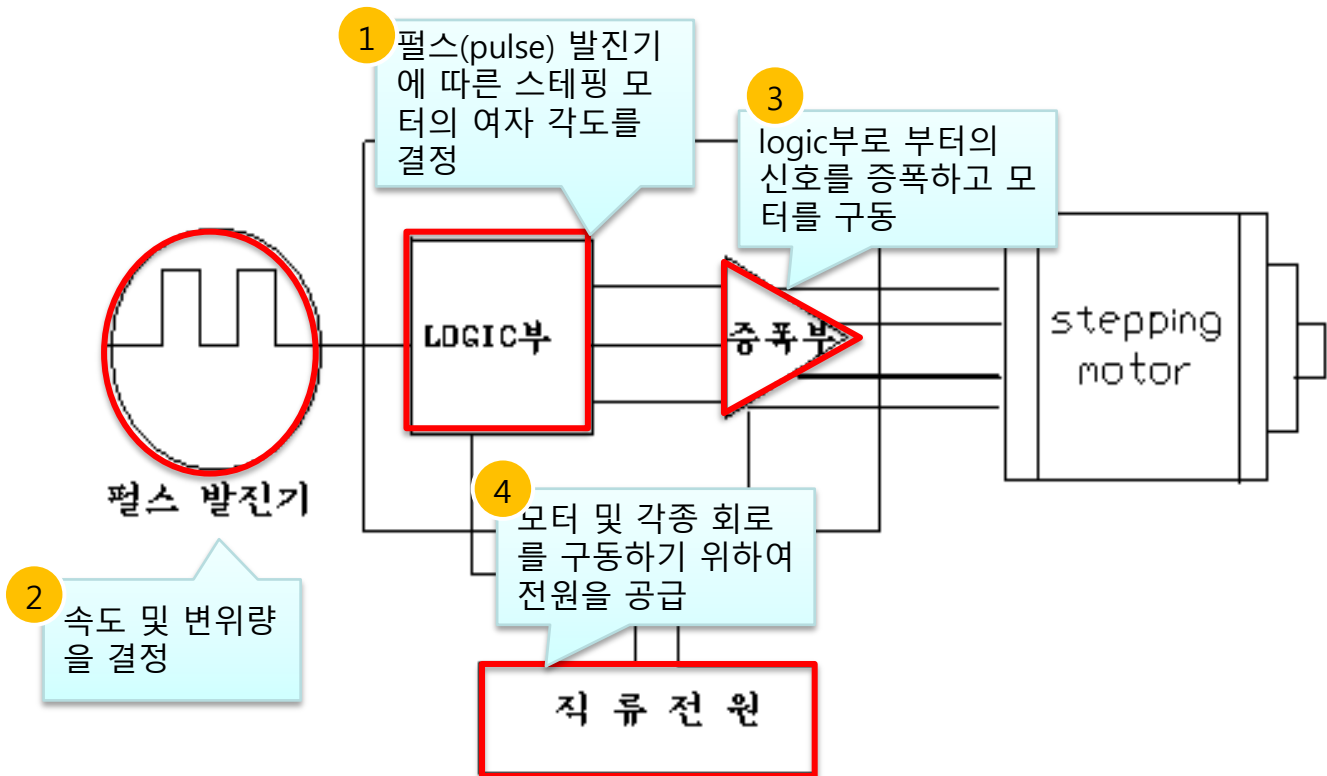 1
펄스(pulse) 발진기
에 따른 스테핑 모
터의 여자 각도를
결정
3
logic부로 부터의
신호를 증폭하고 모
터를 구동
LOGIC부
증폭부
stepping
motor
펄스 발진기
4
모터 및 각종 회로
를 구동하기 위하여
전원을 공급
2
속도 및 변위량
을 결정
직 류 전 원